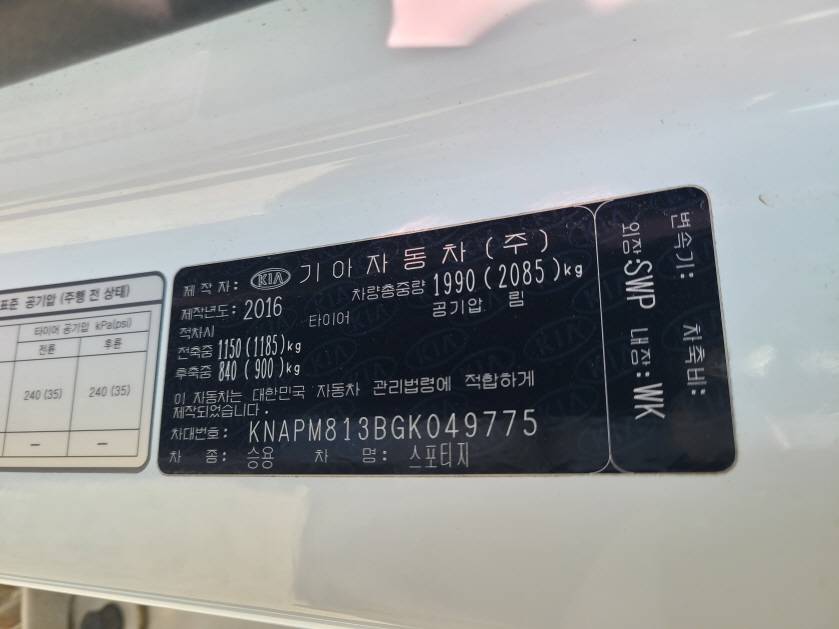 표준 공기압 (주행 전 상태)
타이어 공기압 kPa(psi)
전륜 후륜
240 (35) 240 (35)
— —
제 작 자: KIA 기아자동차(주)
제작년도: 2016 차량총중량 1990(2085)kg
적차시 타이어 공기압 림
전축중 1150(1185)kg
후축중 840(900)kg
이 자동차는 대한민국 자동차 관리법령에 적합하게
제작되었습니다.
차대번호: KNAPM813BGK049775
차 종: 승용 차 명: 스포티지
변속기: 차축비:
외장:SWP 내장:WK